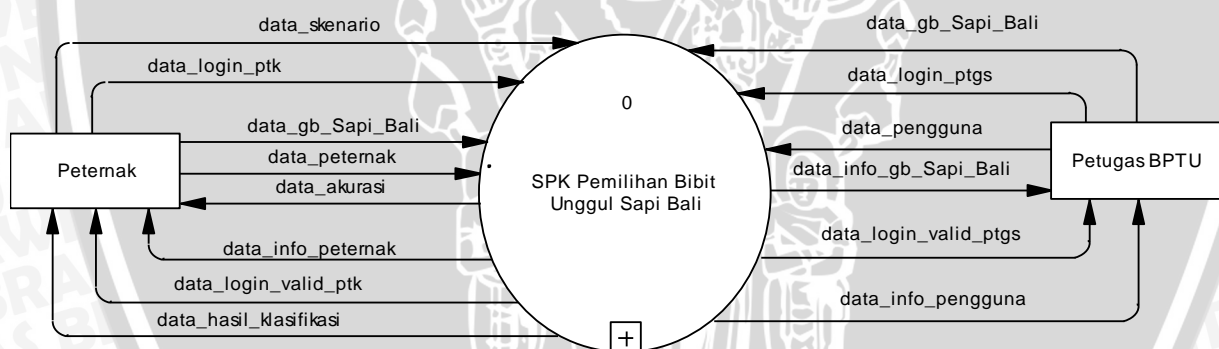 data_skenario
data_gb_Sapi_Bali
data_login_ptk
data_login_ptgs
0
data_gb_Sapi_Bali
data_pengguna
data_peternak
Peternak
Petugas BPTU
data_info_gb_Sapi_Bali
data_akurasi
SPK Pemilihan Bibit
Unggul Sapi Bali
data_info_peternak
data_login_valid_ptgs
data_login_valid_ptk
data_info_pengguna
data_hasil_klasifikasi
+